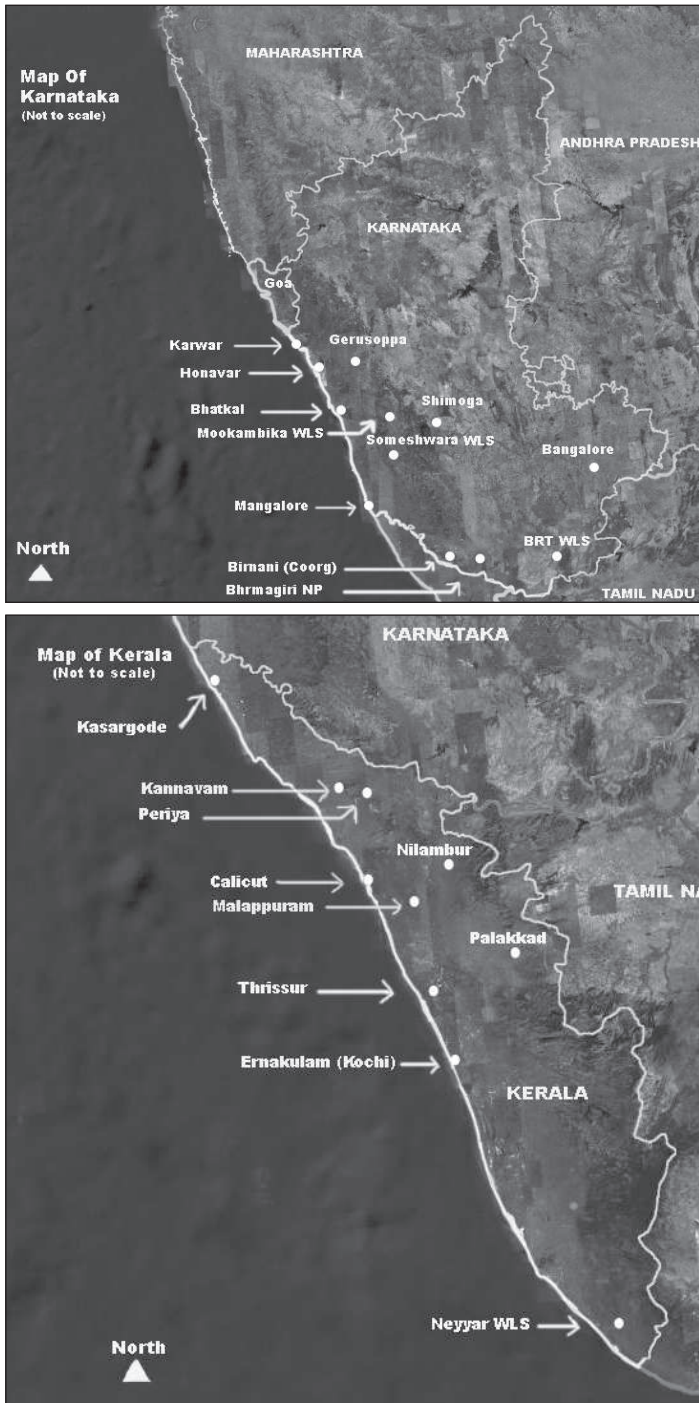 MAHARASHTRA
Map Of
Karnataka
(Not to scale)
ANDHRA PRADESH
KARNATAKA
Goa
Karwar
Gerusoppa
Honavar
Shimoga
Bhatkal
Mookambika WLS
Someshwara WLS
Bangalore
Mangalore
North
BRT WLS
Birnani (Coorg)
Bhrmagiri NP
TAMIL NADU
KARNATAKA
Map of Kerala
(Not to scale)
Kasargode
Kannavam
Periya
Nilambur
Calicut
TAMIL NA
Malappuram
Palakkad
Thrissur
Ernakulam (Kochi)
KERALA
Neyyar WLS
North